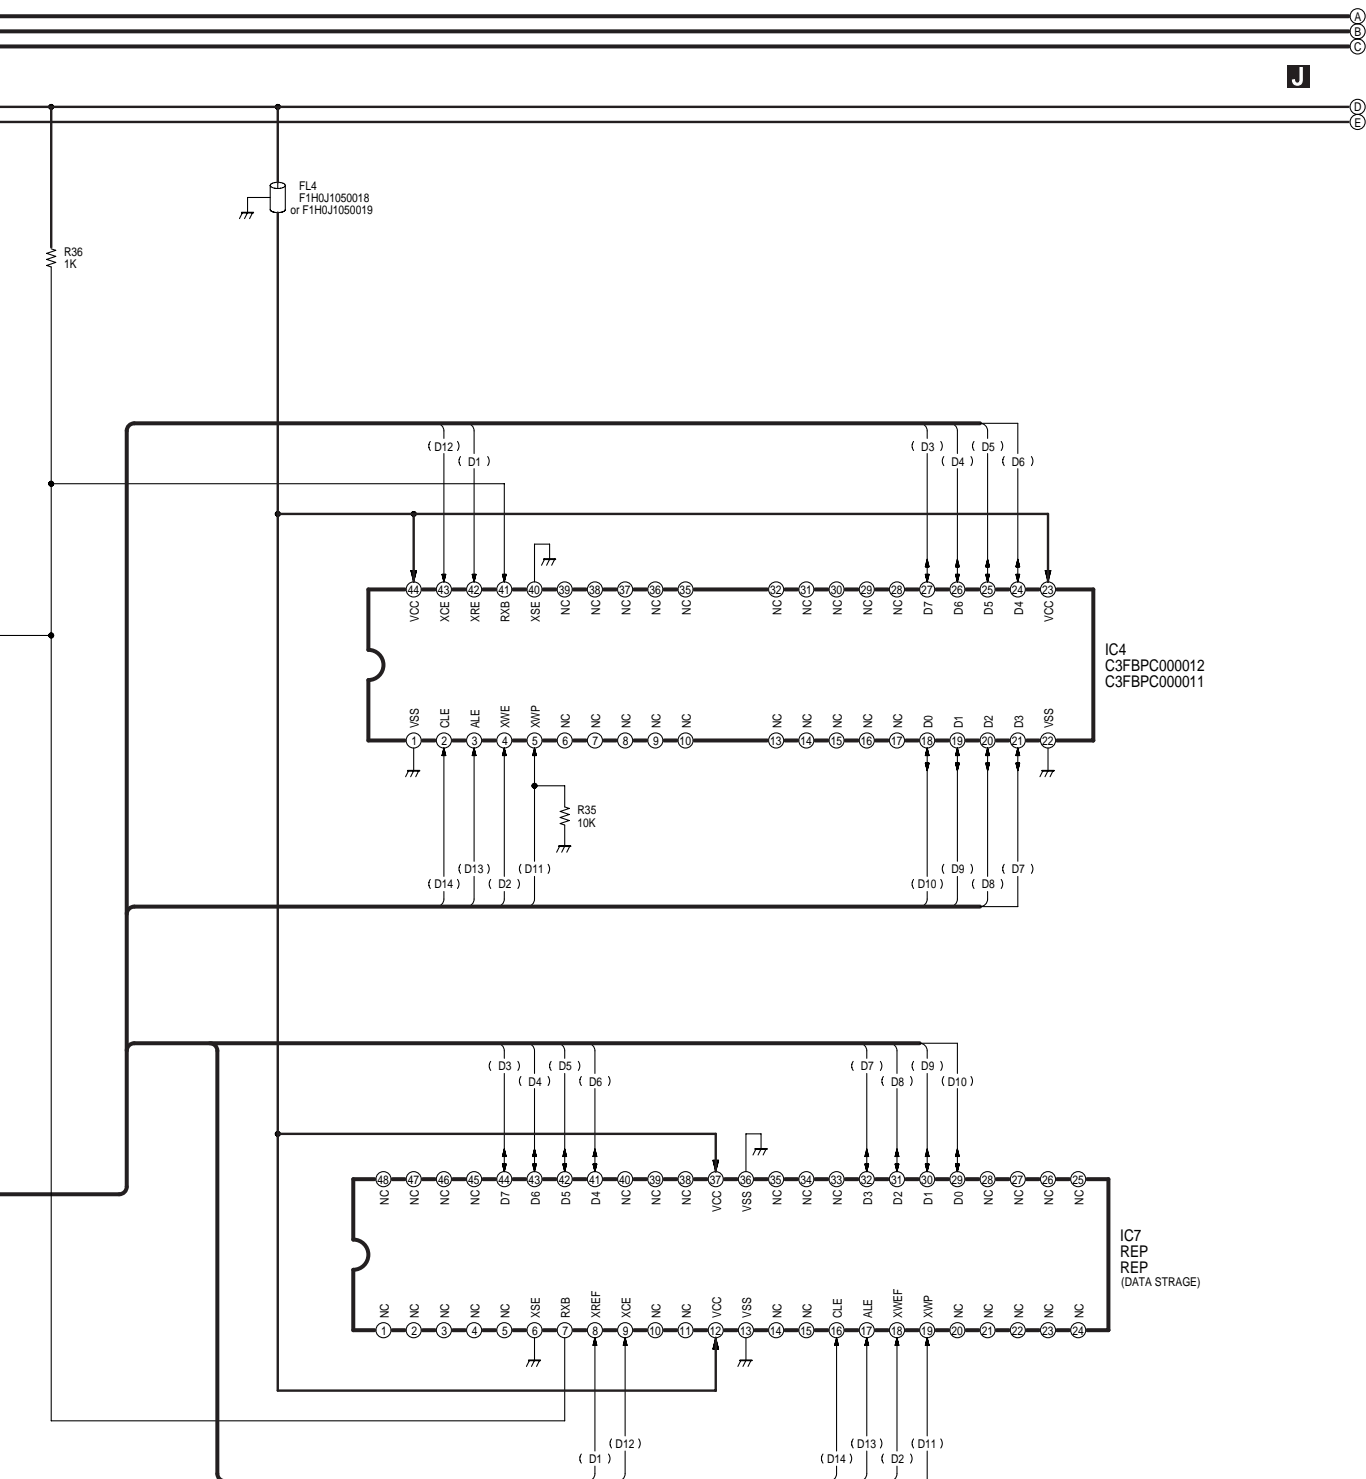 A
B
C
J
D
E
FL4
F1H0J1050018
or F1H0J1050019
R36
1K
( D12 )
( D1 )
( D3 )
( D4 )
( D5 )
( D6 )
44 43 42 41 40 39 38 37 36 35 32 31 30 29 28 27 26 25 24 23
VCC XCE XRE RXB XSE NC NC NC NC NC NC NC NC NC NC D7 D6 D5 D4 VCC
IC4
C3FBPC000012
C3FBPC000011
VSS CLE ALE XWE XWP NC NC NC NC NC NC NC NC NC NC D0 D1 D2 D3 VSS
1 2 3 4 5 6 7 8 9 10 13 14 15 16 17 18 19 20 21 22
R35
10K
( D14 )
( D13 )
( D2 )
( D11 )
( D10 )
( D9 )
( D8 )
( D7 )
( D3 )
( D4 )
( D5 )
( D6 )
( D7 )
( D8 )
( D9 )
( D10 )
48 47 46 45 44 43 42 41 40 39 38 37 36 35 34 33 32 31 30 29 28 27 26 25
NC NC NC NC D7 D6 D5 D4 NC NC NC VCC VSS NC NC NC D3 D2 D1 D0 NC NC NC NC
IC7
REP
REP
(DATA STRAGE)
NC NC NC NC NC XSE RXB XREF XCE NC NC VCC VSS NC NC CLE ALE XWEF XWP NC NC NC NC NC
1 2 3 4 5 6 7 8 9 10 11 12 13 14 15 16 17 18 19 20 21 22 23 24
( D1 )
( D12 )
( D14 )
( D13 )
( D2 )
( D11 )